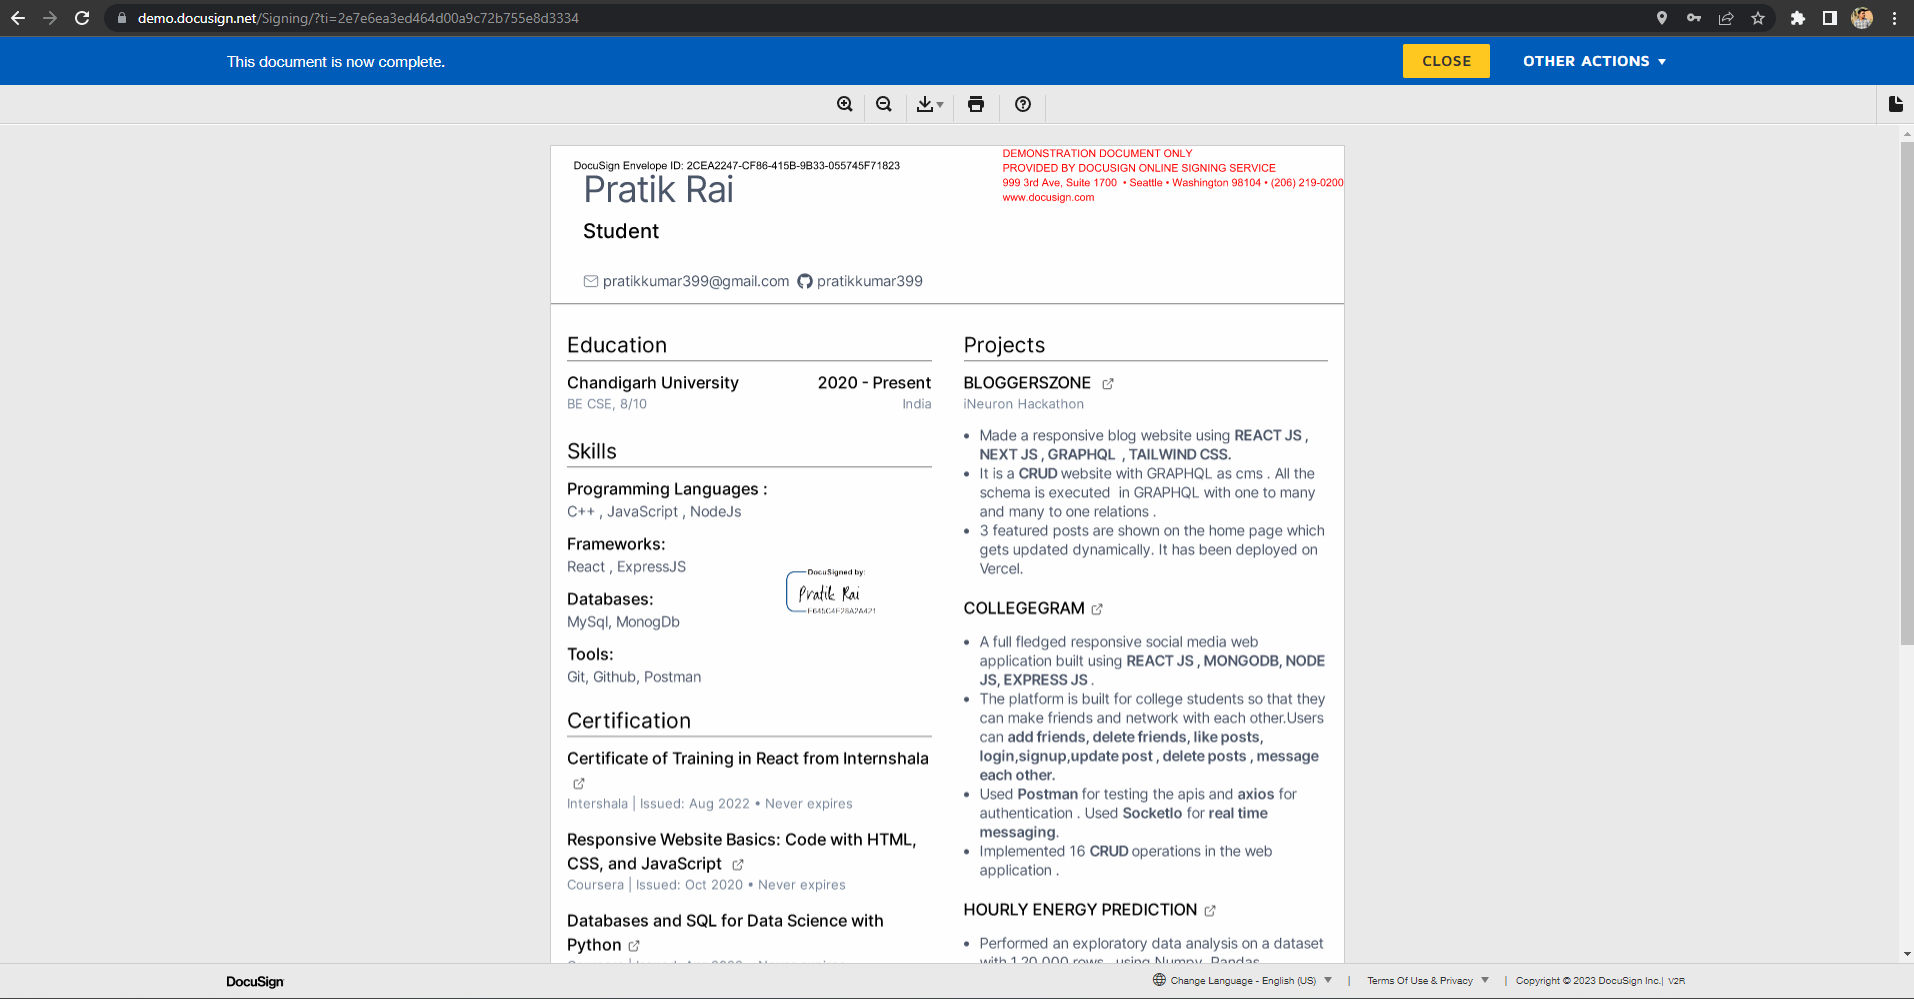 demo.docusign.net/Signing/?ti=2e7e6ea3ed464d00a9c72b755e8d3334
This document is now complete.
CLOSE
OTHER ACTIONS
DocuSign Envelope ID: 2CEA2247-CF86-415B-9B33-055745F71823
DEMONSTRATION DOCUMENT ONLY
PROVIDED BY DOCUSIGN ONLINE SIGNING SERVICE
999 3rd Ave, Suite 1700 • Seattle • Washington 98104 • (206) 219-0200
www.docusign.com
Pratik Rai
Student
pratikkumar399@gmail.com pratikkumar399
Education
Chandigarh University 2020 - Present
BE CSE, 8/10 India
Skills
Programming Languages :
C++ , JavaScript , NodeJs
Frameworks:
React , ExpressJS
Databases:
MySql, MonogDb
Tools:
Git, Github, Postman
DocuSigned by:
Pratik Rai
Certification
Certificate of Training in React from Internshala
Intershala | Issued: Aug 2022 • Never expires
Responsive Website Basics: Code with HTML,
CSS, and JavaScript
Coursera | Issued: Oct 2020 • Never expires
Databases and SQL for Data Science with
Python
Projects
BLOGGERSZONE
iNeuron Hackathon
• Made a responsive blog website using REACT JS ,
NEXT JS , GRAPHQL , TAILWIND CSS.
• It is a CRUD website with GRAPHQL as cms . All the
schema is executed in GRAPHQL with one to many
and many to one relations .
• 3 featured posts are shown on the home page which
gets updated dynamically. It has been deployed on
Vercel.
COLLEGEGRAM
• A full fledged responsive social media web
application built using REACT JS , MONGODB, NODE
JS, EXPRESS JS .
• The platform is built for college students so that they
can make friends and network with each other.Users
can add friends, delete friends, like posts,
login,signup,update post , delete posts , message
each other.
• Used Postman for testing the apis and axios for
authentication . Used SocketIo for real time
messaging.
• Implemented 16 CRUD operations in the web
application .
HOURLY ENERGY PREDICTION
• Performed an exploratory data analysis on a dataset
with 1,20,000 rows , using Numpy, Pandas
DocuSign
Change Language - English (US) | Terms Of Use & Privacy | Copyright © 2023 DocuSign Inc. | V2R